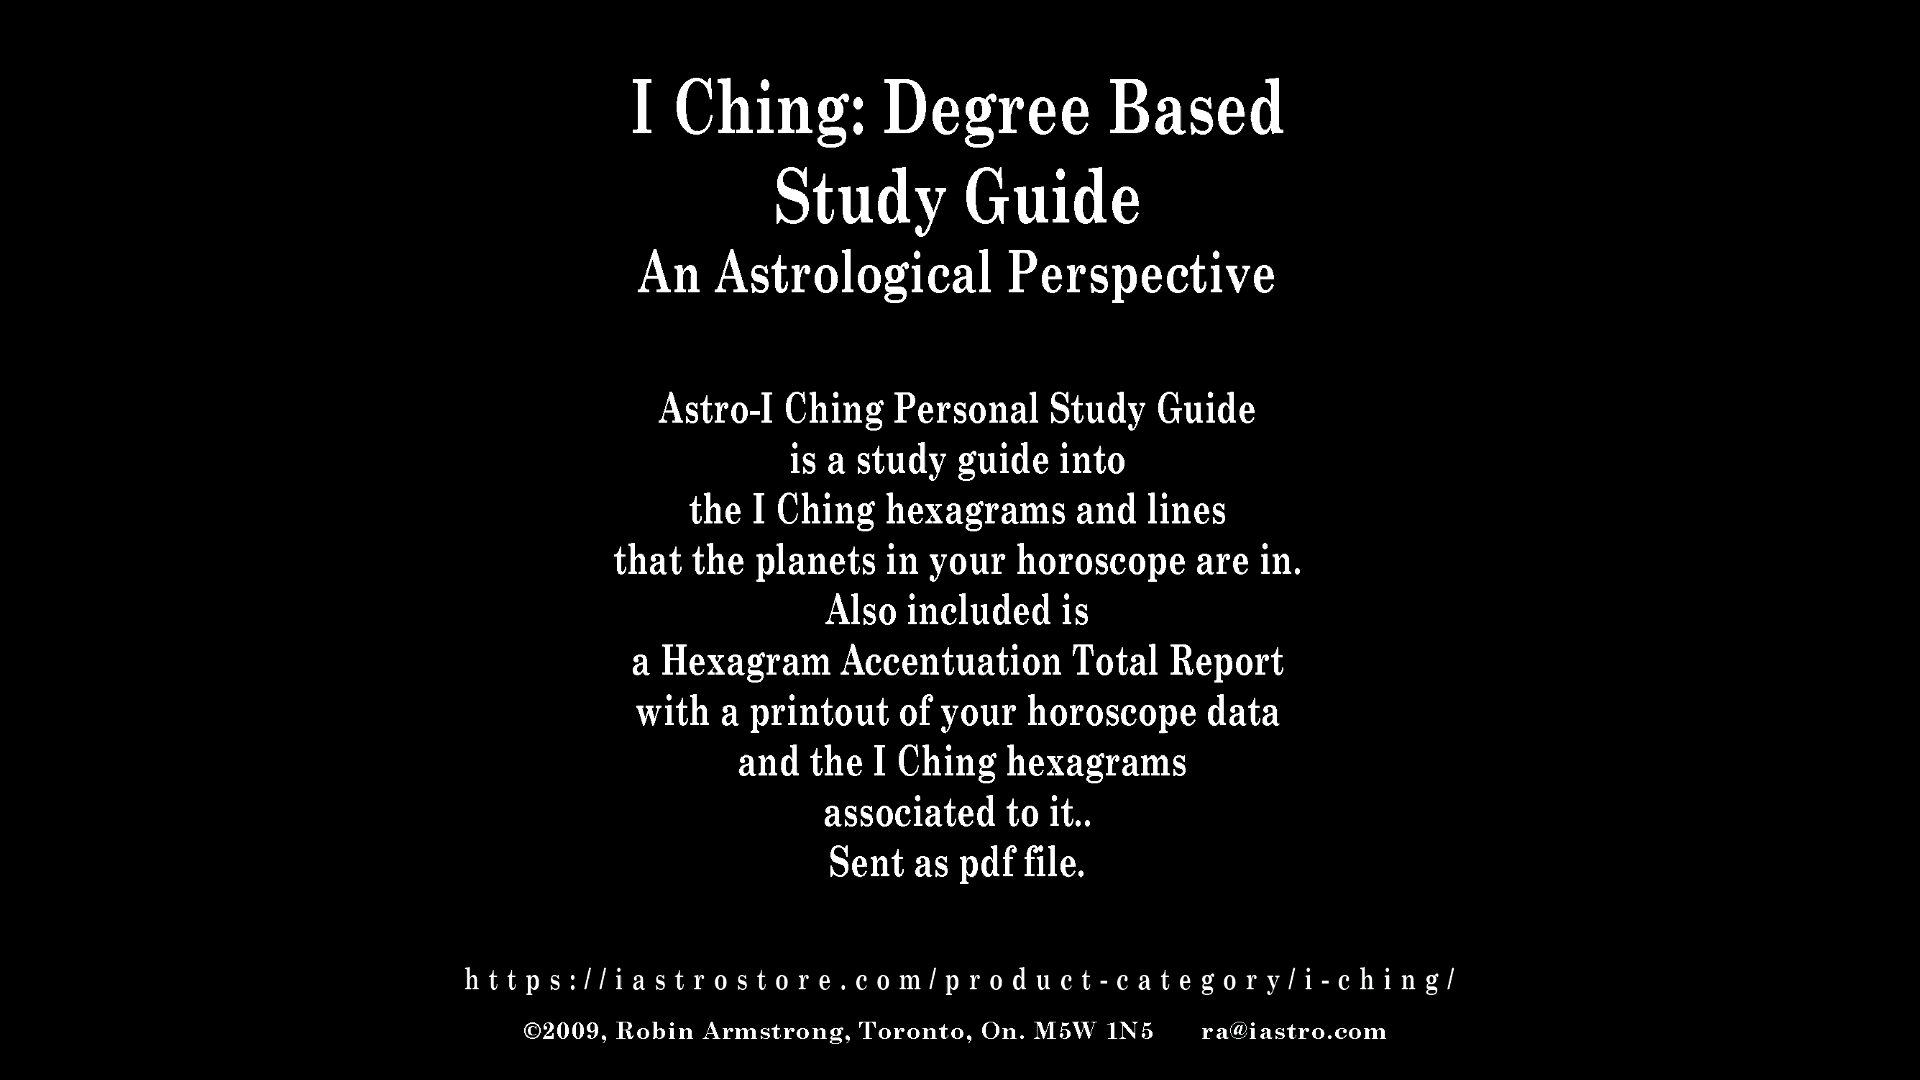 I Ching: Degree Based
Study Guide
An Astrological Perspective
Astro-I Ching Personal Study Guide
is a study guide into
the I Ching hexagrams and lines
that the planets in your horoscope are in.
Also included is
a Hexagram Accentuation Total Report
with a printout of your horoscope data
and the I Ching hexagrams
associated to it..
Sent as pdf file.
https://iastrostore.com/product-category/i-ching/
©2009, Robin Armstrong, Toronto, On. M5W 1N5 ra@iastro.com